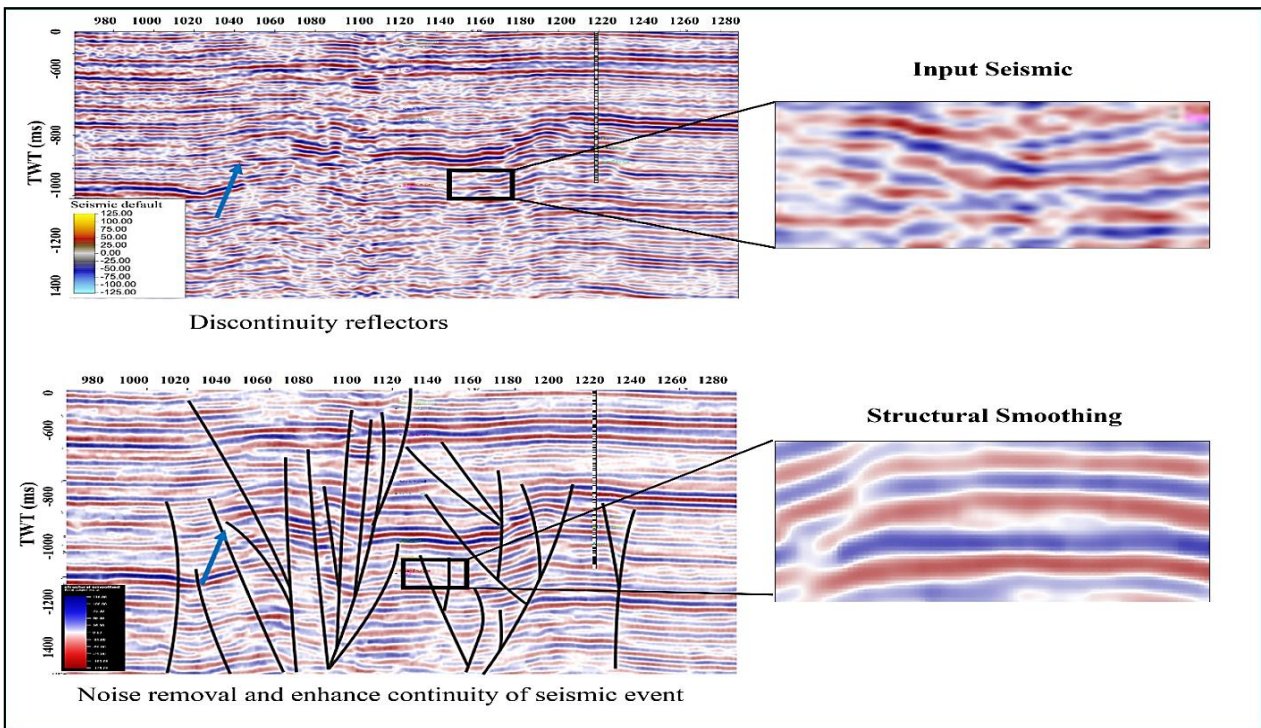 980 1000 1020 1040 1060 1080 1100 1120 1140 1160 1180 1200 1220 1240 1260 1280
TWT (ms)
0
-600
-800
-1000
-1200
1400
Seismic default
125.00
100.00
75.00
50.00
25.00
0.00
-25.00
-50.00
-75.00
-100.00
-125.00
Input Seismic
Discontinuity reflectors
980 1000 1020 1040 1060 1080 1100 1140 1160 1180 1200 1220 1240 1260 1280
TWT (ms)
0
-600
-800
-1000
-1200
1400
Structural Smoothing
Noise removal and enhance continuity of seismic event